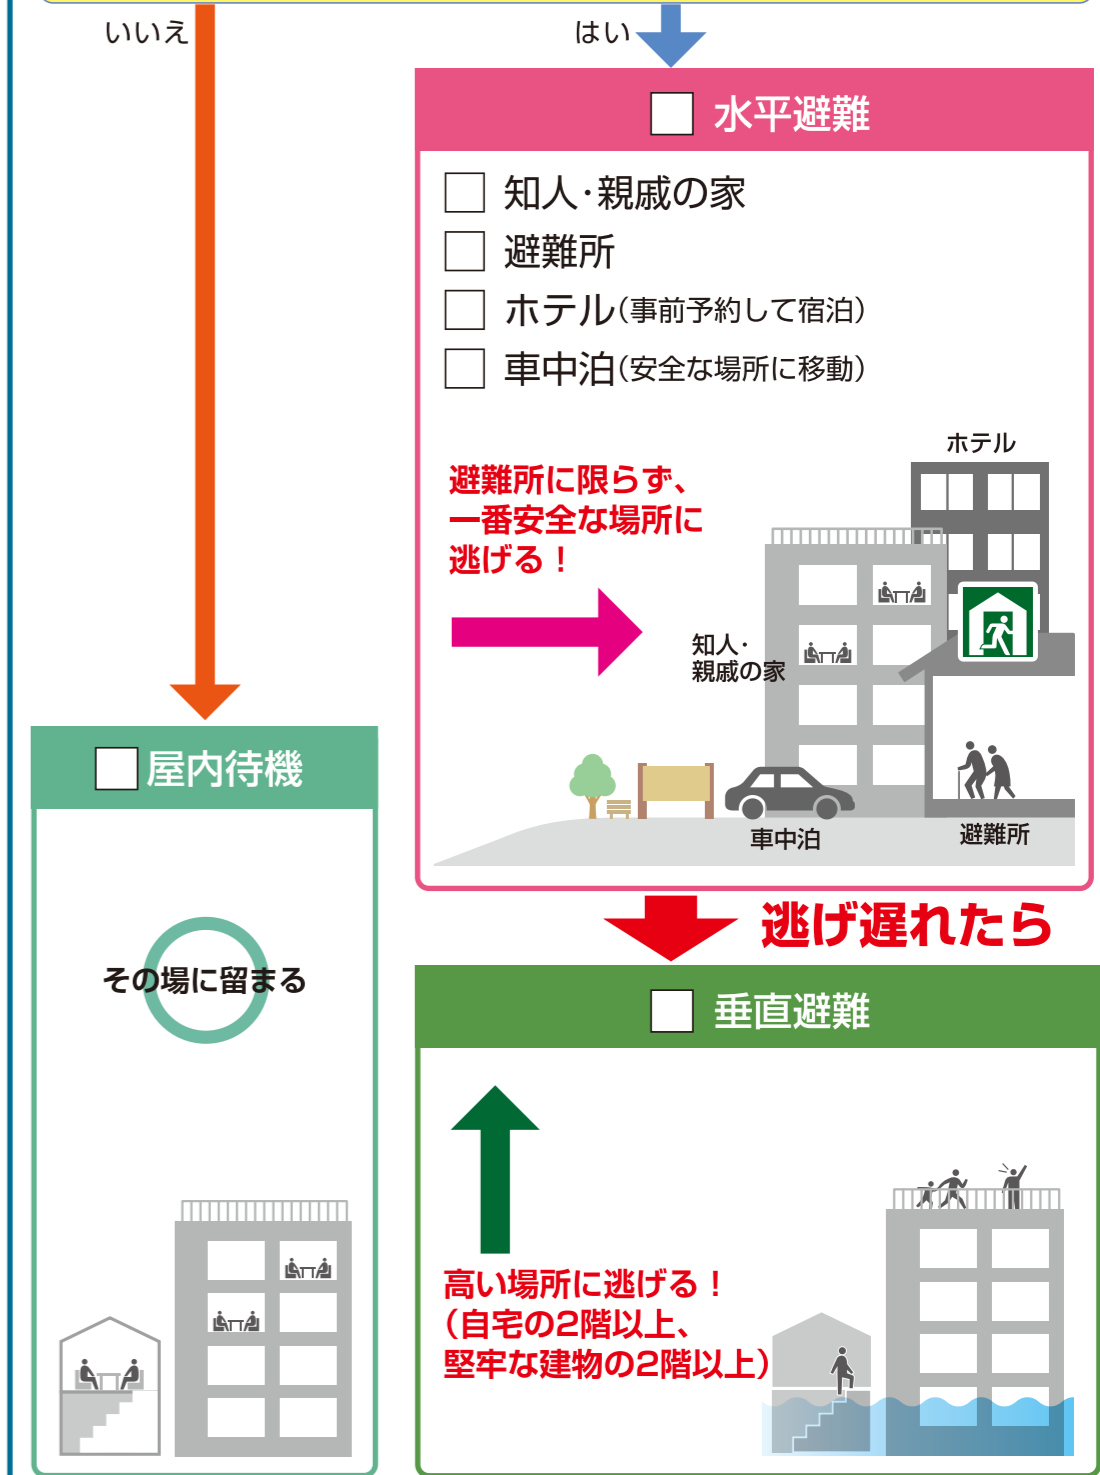 いいえ
はい
□ 水平避難
□ 知人・親戚の家
□ 避難所
□ ホテル(事前予約して宿泊)
□ 車中泊(安全な場所に移動)
避難所に限らず、
一番安全な場所に
逃げる！
ホテル
知人・
親戚の家
車中泊
避難所
□ 屋内待機
その場に留まる
逃げ遅れたら
□ 垂直避難
高い場所に逃げる！
(自宅の2階以上、
堅牢な建物の2階以上)